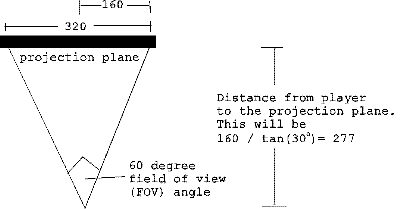 160
320
projection plane
Distance from player
to the projection plane.
This will be
160 / tan(30°)= 277
60 degree
field of view
(FOV) angle